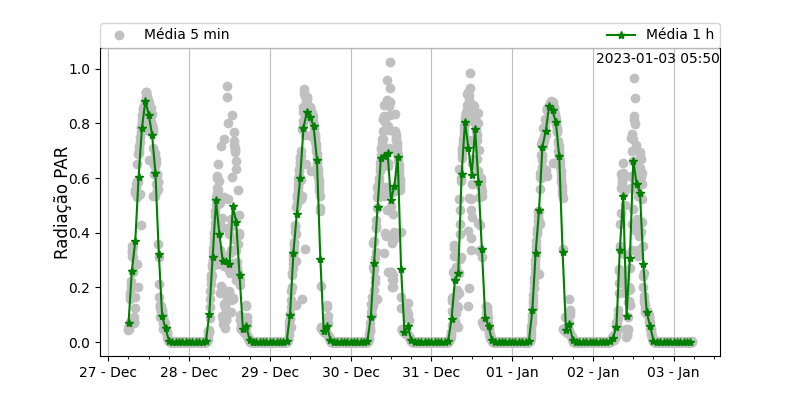 Média 5 min
Média 1 h
2023-01-03 05:50
Radiação PAR
1.0
0.8
0.6
0.4
0.2
0.0
27 - Dec
28 - Dec
29 - Dec
30 - Dec
31 - Dec
01 - Jan
02 - Jan
03 - Jan